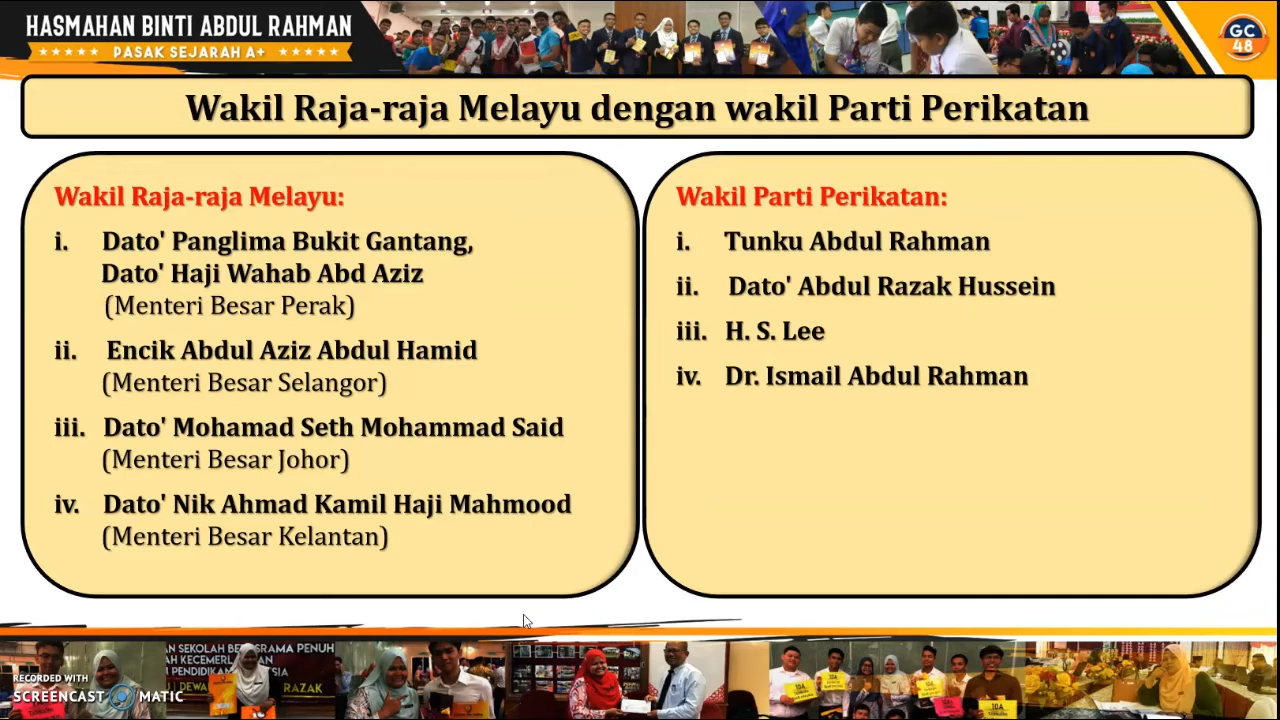 HASMAHAN BINTI ABDUL RAHMAN
PASAK SEJARAH A+
GC
48
Wakil Raja-raja Melayu dengan wakil Parti Perikatan
Wakil Raja-raja Melayu:
i. Dato' Panglima Bukit Gantang,
Dato' Haji Wahab Abd Aziz
(Menteri Besar Perak)
ii. Encik Abdul Aziz Abdul Hamid
(Menteri Besar Selangor)
iii. Dato' Mohamad Seth Mohammad Said
(Menteri Besar Johor)
iv. Dato' Nik Ahmad Kamil Haji Mahmood
(Menteri Besar Kelantan)
Wakil Parti Perikatan:
i. Tunku Abdul Rahman
ii. Dato' Abdul Razak Hussein
iii. H. S. Lee
iv. Dr. Ismail Abdul Rahman
RECORDED WITH
SCREENCAST MATIC
RAZAK